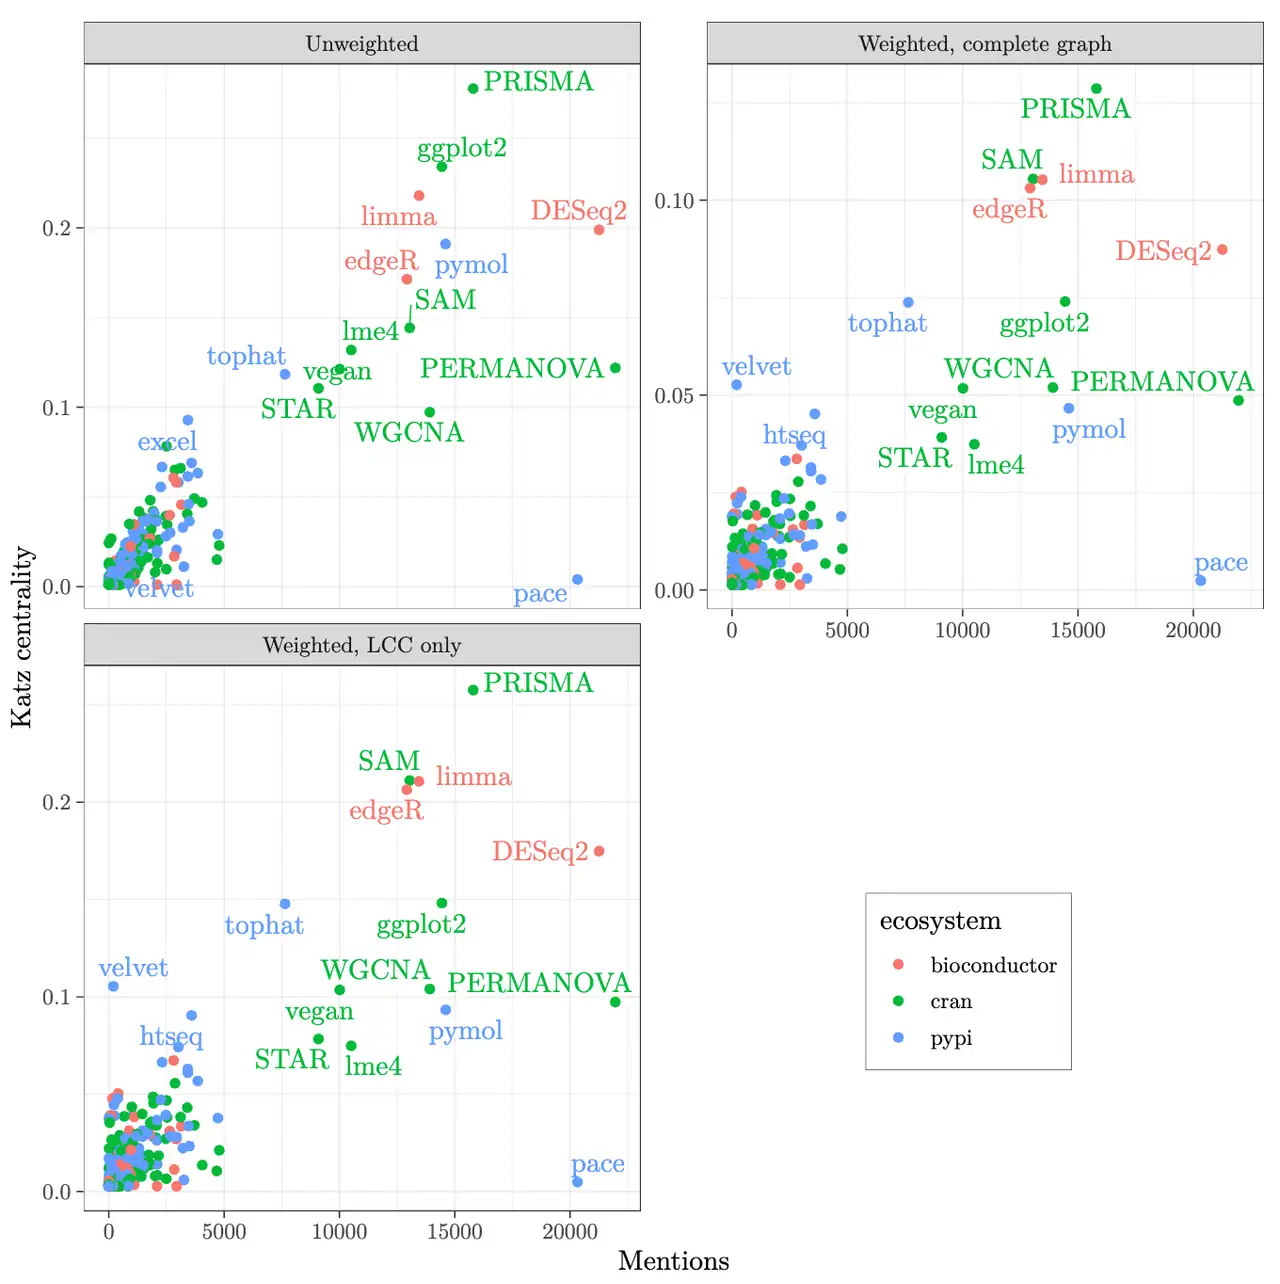 Unweighted
PRISMA
ggplot2
limma
DESeq2
edgeR
pymol
SAM
lme4
tophat
vegan
PERMANOVA
STAR
WGCNA
excel
velvet
pace
0.2
0.1
0.0
Weighted, complete graph
PRISMA
SAM
limma
edgeR
DESeq2
tophat
ggplot2
velvet
WGCNA
PERMANOVA
vegan
pymol
htseq
STAR
lme4
pace
0.10
0.05
0.00
0 5000 10000 15000 20000
Weighted, LCC only
PRISMA
SAM
limma
edgeR
DESeq2
tophat
ggplot2
velvet
WGCNA
PERMANOVA
vegan
pymol
htseq
STAR
lme4
pace
0.2
0.1
0.0
0 5000 10000 15000 20000
Katz centrality
Mentions
ecosystem
bioconductor
cran
pypi